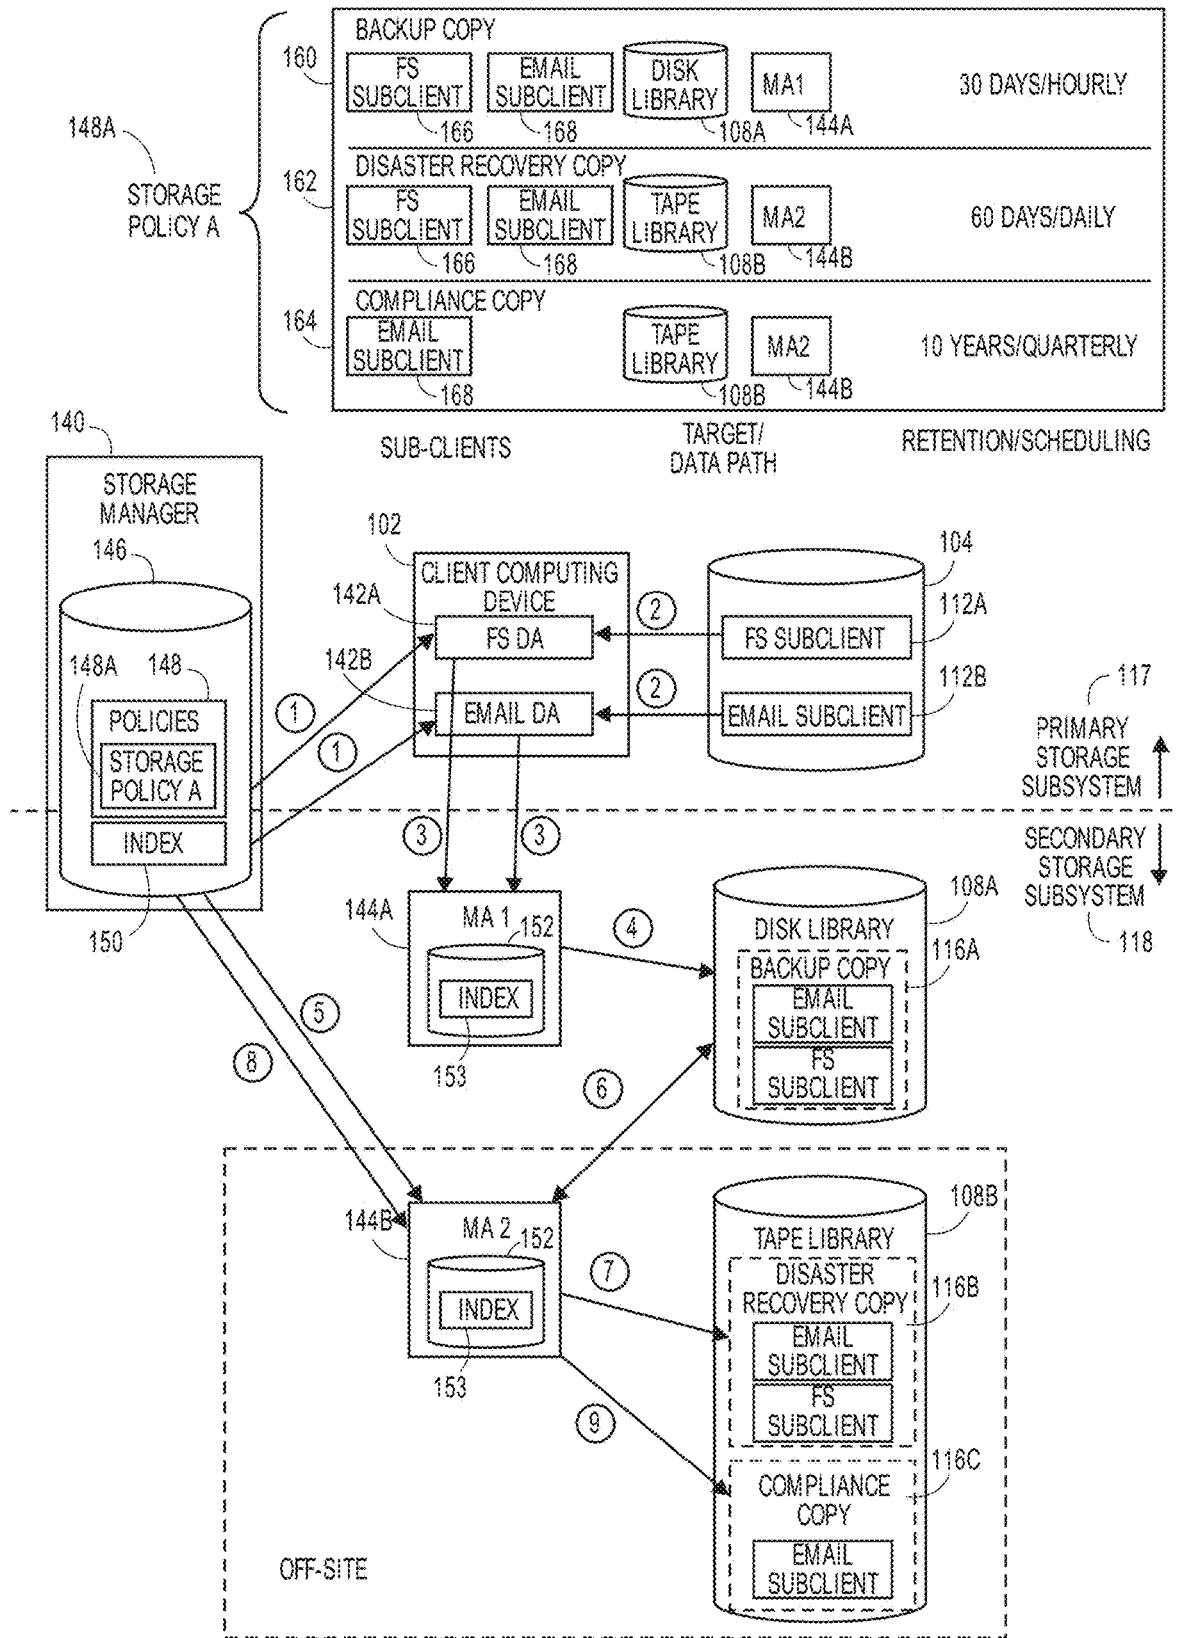 BACKUP COPY
160
FS
SUBCLIENT
166
EMAIL
SUBCLIENT
168
DISK
LIBRARY
108A
MA1
144A
30 DAYS/HOURLY
148A
STORAGE
POLICY A
DISASTER RECOVERY COPY
162
FS
SUBCLIENT
166
EMAIL
SUBCLIENT
168
TAPE
LIBRARY
108B
MA2
144B
60 DAYS/DAILY
COMPLIANCE COPY
164
EMAIL
SUBCLIENT
168
TAPE
LIBRARY
108B
MA2
144B
10 YEARS/QUARTERLY
SUB-CLIENTS
TARGET/
DATA PATH
RETENTION/SCHEDULING
140
STORAGE
MANAGER
146
148A
148
POLICIES
STORAGE
POLICY A
INDEX
150
1
1
102
CLIENT COMPUTING
DEVICE
142A
FS DA
142B
EMAIL DA
2
2
104
112A
FS SUBCLIENT
112B
EMAIL SUBCLIENT
117
PRIMARY
STORAGE
SUBSYSTEM
SECONDARY
STORAGE
SUBSYSTEM
118
3
3
144A
MA 1
152
INDEX
153
4
108A
DISK LIBRARY
116A
BACKUP COPY
EMAIL
SUBCLIENT
FS
SUBCLIENT
5
8
6
144B
MA 2
152
INDEX
153
7
9
108B
TAPE LIBRARY
DISASTER
RECOVERY COPY
116B
EMAIL
SUBCLIENT
FS
SUBCLIENT
116C
COMPLIANCE
COPY
EMAIL
SUBCLIENT
OFF-SITE